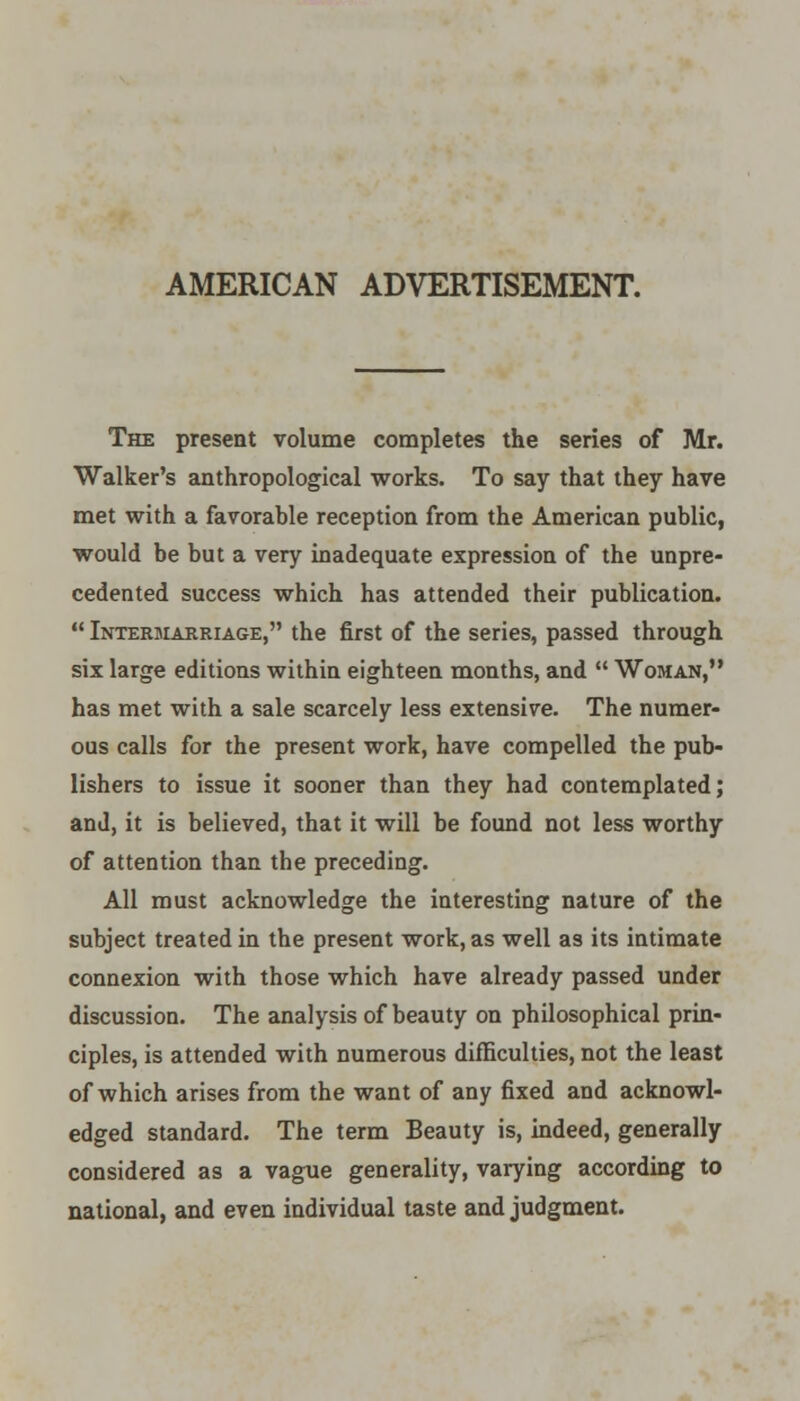 AMERICAN ADVERTISEMENT.
The present volume completes the series of Mr.
Walker's anthropological works. To say that they have
met with a favorable reception from the American public,
would be but a very inadequate expression of the unpre-
cedented success which has attended their publication.
"Intermarriage," the first of the series, passed through
six large editions within eighteen months, and "Woman,"
has met with a sale scarcely less extensive. The numer-
ous calls for the present work, have compelled the pub-
lishers to issue it sooner than they had contemplated;
and, it is believed, that it will be found not less worthy
of attention than the preceding.
All must acknowledge the interesting nature of the
subject treated in the present work, as well as its intimate
connexion with those which have already passed under
discussion. The analysis of beauty on philosophical prin-
ciples, is attended with numerous difficulties, not the least
of which arises from the want of any fixed and acknowl-
edged standard. The term Beauty is, indeed, generally
considered as a vague generality, varying according to
national, and even individual taste and judgment.